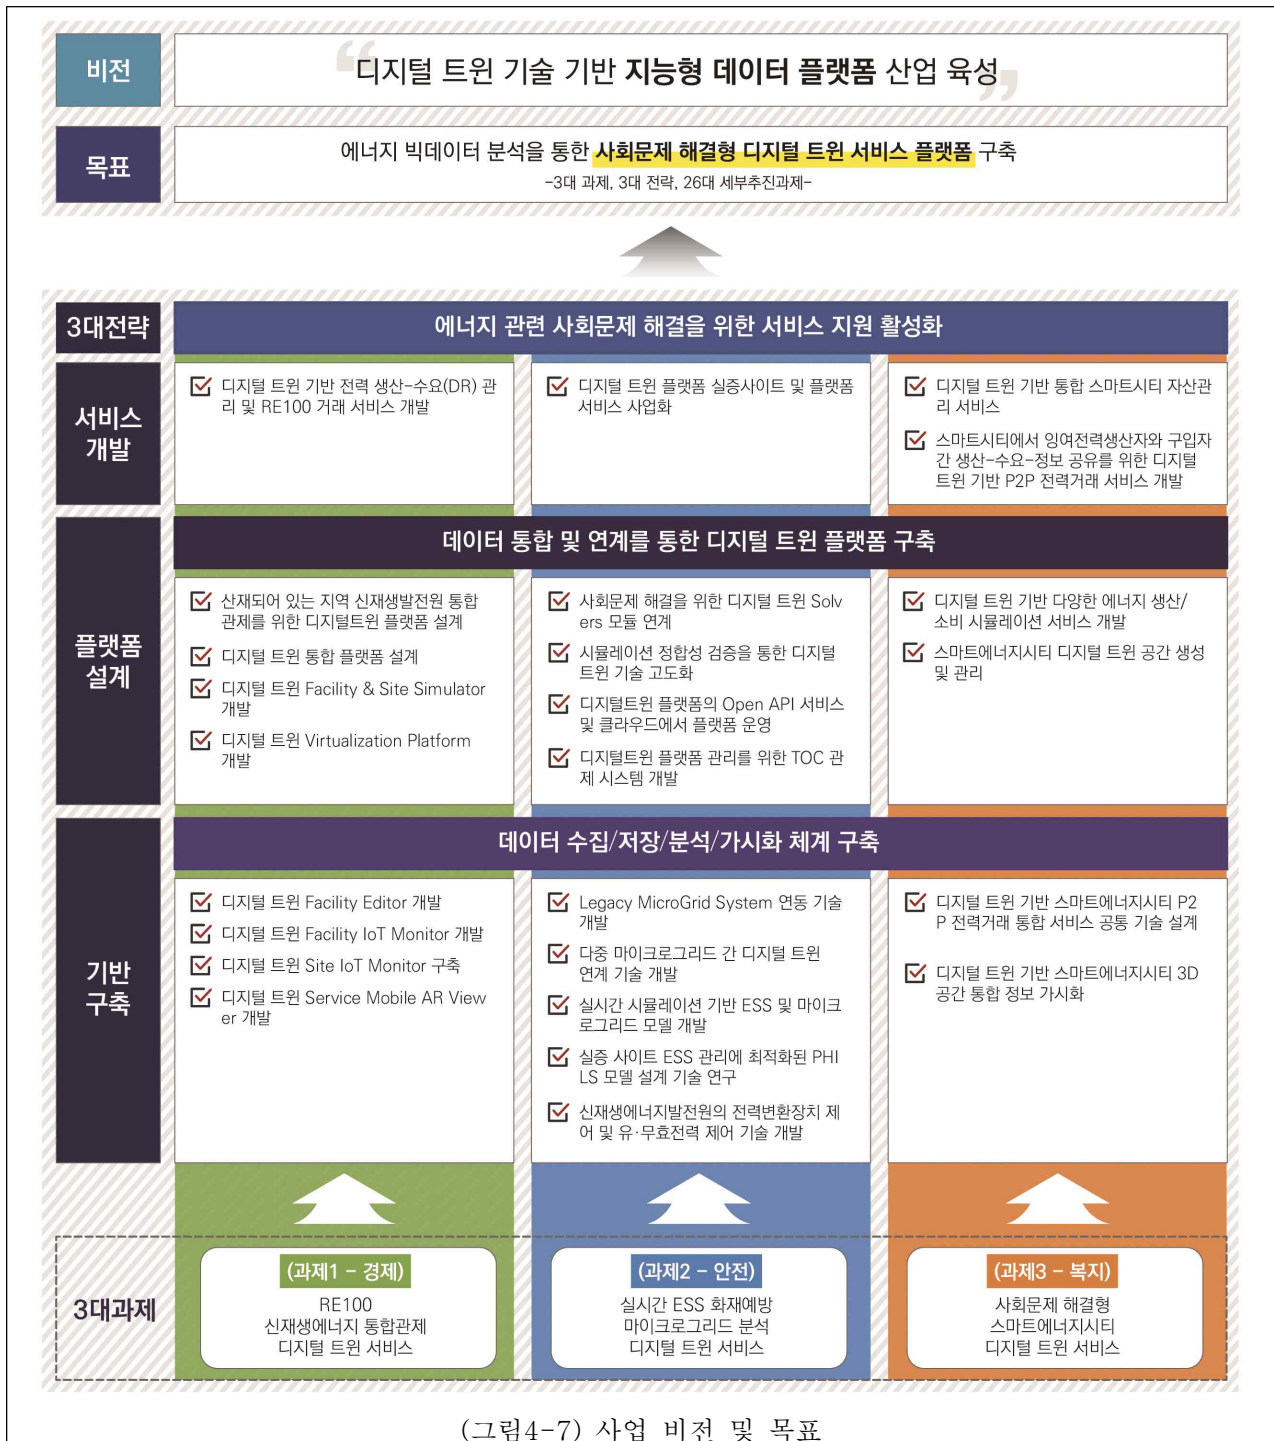 비전
“디지털 트윈 기술 기반 지능형 데이터 플랫폼 산업 육성”
목표
에너지 빅데이터 분석을 통한 사회문제 해결형 디지털 트윈 서비스 플랫폼 구축
-3대 과제, 3대 전략, 26대 세부추진과제-
3대전략
에너지 관련 사회문제 해결을 위한 서비스 지원 활성화
서비스
개발
디지털 트윈 기반 전력 생산-수요(DR) 관
리 및 RE100 거래 서비스 개발
디지털 트윈 플랫폼 실증사이트 및 플랫폼
서비스 사업화
디지털 트윈 기반 통합 스마트시티 자산관
리 서비스
스마트시티에서 잉여전력생산자와 구입자
간 생산-수요-정보 공유를 위한 디지털
트윈 기반 P2P 전력거래 서비스 개발
플랫폼
설계
데이터 통합 및 연계를 통한 디지털 트윈 플랫폼 구축
산재되어 있는 지역 신재생발전원 통합
관제를 위한 디지털트윈 플랫폼 설계
디지털 트윈 통합 플랫폼 설계
디지털 트윈 Facility & Site Simulator
개발
디지털 트윈 Virtualization Platform
개발
사회문제 해결을 위한 디지털 트윈 Solv
ers 모듈 연계
시뮬레이션 정합성 검증을 통한 디지털
트윈 기술 고도화
디지털트윈 플랫폼의 Open API 서비스
및 클라우드에서 플랫폼 운영
디지털트윈 플랫폼 관리를 위한 TOC 관
제 시스템 개발
디지털 트윈 기반 다양한 에너지 생산/
소비 시뮬레이션 서비스 개발
스마트에너지시티 디지털 트윈 공간 생성
및 관리
기반
구축
데이터 수집/저장/분석/가시화 체계 구축
디지털 트윈 Facility Editor 개발
디지털 트윈 Facility IoT Monitor 개발
디지털 트윈 Site IoT Monitor 구축
디지털 트윈 Service Mobile AR View
er 개발
Legacy MicroGrid System 연동 기술
개발
다중 마이크로그리드 간 디지털 트윈
연계 기술 개발
실시간 시뮬레이션 기반 ESS 및 마이크
로그리드 모델 개발
실증 사이트 ESS 관리에 최적화된 PHI
LS 모델 설계 기술 연구
신재생에너지발전원의 전력변환장치 제
어 및 유·무효전력 제어 기술 개발
디지털 트윈 기반 스마트에너지시티 P2
P 전력거래 통합 서비스 공통 기술 설계
디지털 트윈 기반 스마트에너지시티 3D
공간 통합 정보 가시화
3대과제
(과제1 - 경제)
RE100
신재생에너지 통합관제
디지털 트윈 서비스
(과제2 - 안전)
실시간 ESS 화재예방
마이크로그리드 분석
디지털 트윈 서비스
(과제3 - 복지)
사회문제 해결형
스마트에너지시티
디지털 트윈 서비스
(그림4-7) 사업 비전 및 목표